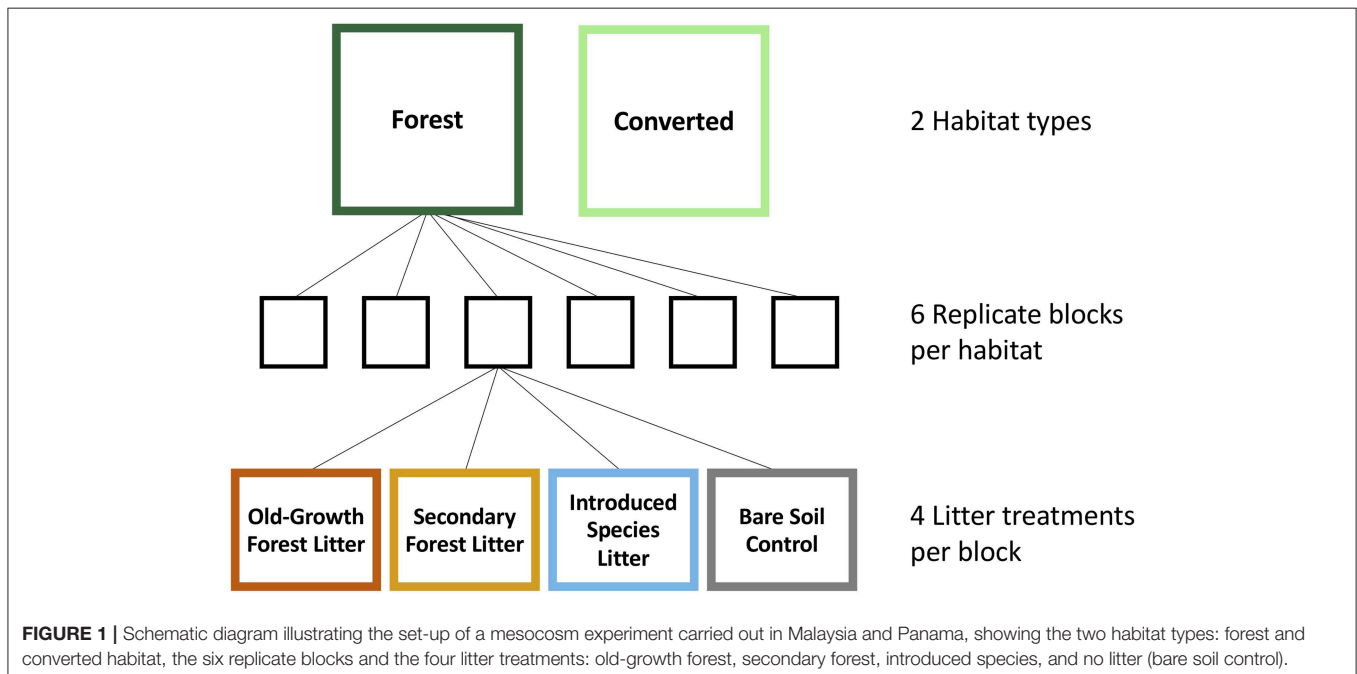 Forest
Converted
2 Habitat types
6 Replicate blocks
per habitat
Old-Growth
Forest Litter
Secondary
Forest Litter
Introduced
Species
Litter
Bare Soil
Control
4 Litter treatments
per block
FIGURE 1 | Schematic diagram illustrating the set-up of a mesocosm experiment carried out in Malaysia and Panama, showing the two habitat types: forest and
converted habitat, the six replicate blocks and the four litter treatments: old-growth forest, secondary forest, introduced species, and no litter (bare soil control).